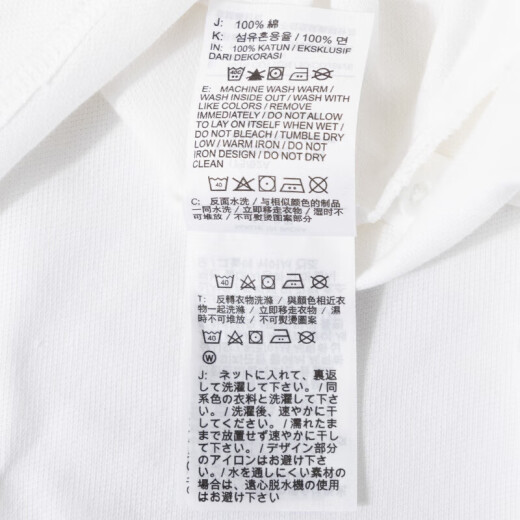 J: 100% 綿
K: 섬유혼용율 / 100% 면
IN: 100% KATUN / EKSKLUSIF
DARI DEKORASI
E: MACHINE WASH WARM /
WASH INSIDE OUT / WASH WITH
LIKE COLORS / REMOVE
IMMEDIATELY / DO NOT ALLOW
TO LAY ON ITSELF WHEN WET /
DO NOT BLEACH / TUMBLE DRY
LOW / WARM IRON / DO NOT
IRON DESIGN / DO NOT DRY
CLEAN
40
C: 反面水洗 / 与相似颜色的制品
一同水洗 / 立即移走衣物 / 湿时不
可堆放 / 不可熨烫图案部分
40
T: 反轉衣物洗滌 / 與顏色相近衣
物一起洗滌 / 立即移走衣物 / 濕
時不可堆放 / 不可熨燙圖案
40
W
J: ネットに入れて、裏返
して洗濯して下さい。/ 同
系色の衣料と洗濯して下さ
い。/ 洗濯後、速やかに干
してください。/ 濡れたま
まで放置せず速やかに干し
て下さい。/ デザイン部分
のアイロンはお避け下さ
い。/ 水を通しにくい素材の
場合は、遠心脱水機の使用
はお避け下さい